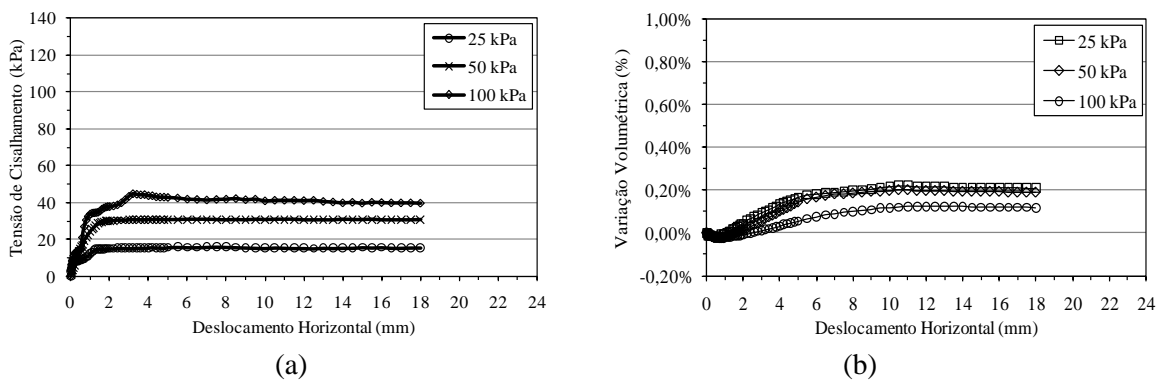 140
120
100
80
60
40
20
0
Tensão de Cisalhamento (kPa)
25 kPa
50 kPa
100 kPa
0 2 4 6 8 10 12 14 16 18 20 22 24
Deslocamento Horizontal (mm)
(a)
1,00%
0,80%
0,60%
0,40%
0,20%
0,00%
-0,20%
Variação Volumétrica (%)
25 kPa
50 kPa
100 kPa
0 2 4 6 8 10 12 14 16 18 20 22 24
Deslocamento Horizontal (mm)
(b)